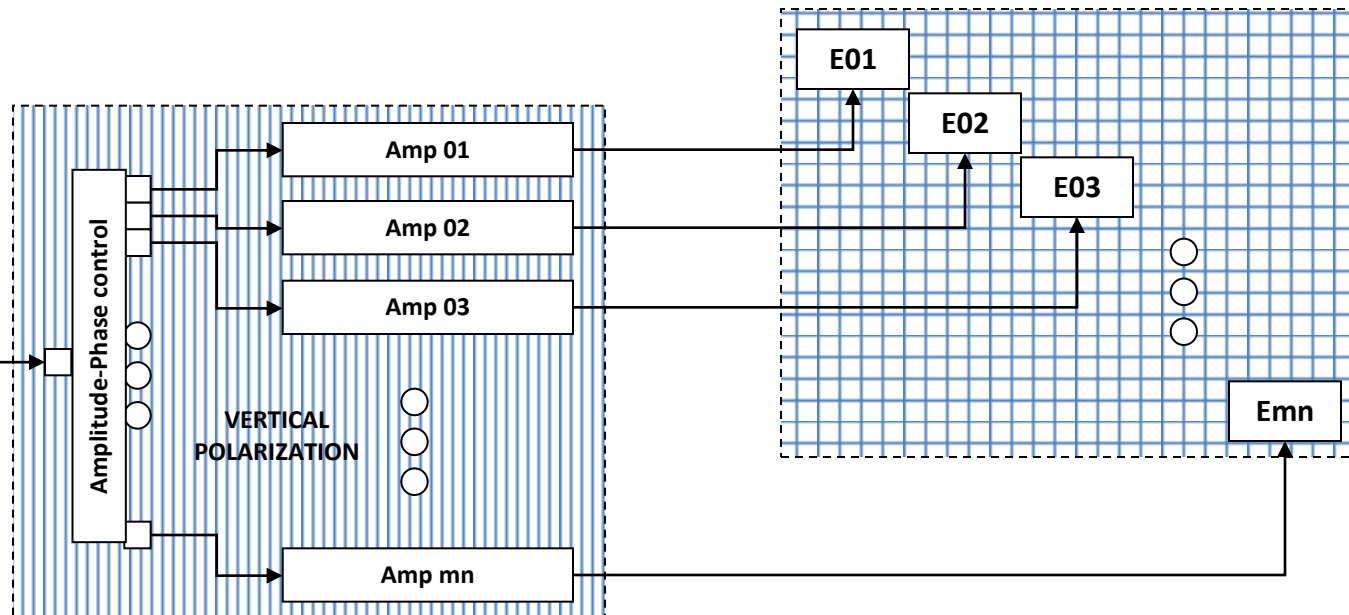 E01
E02
E03
Emn
Amplitude-Phase control
Amp 01
Amp 02
Amp 03
VERTICAL
POLARIZATION
Amp mn